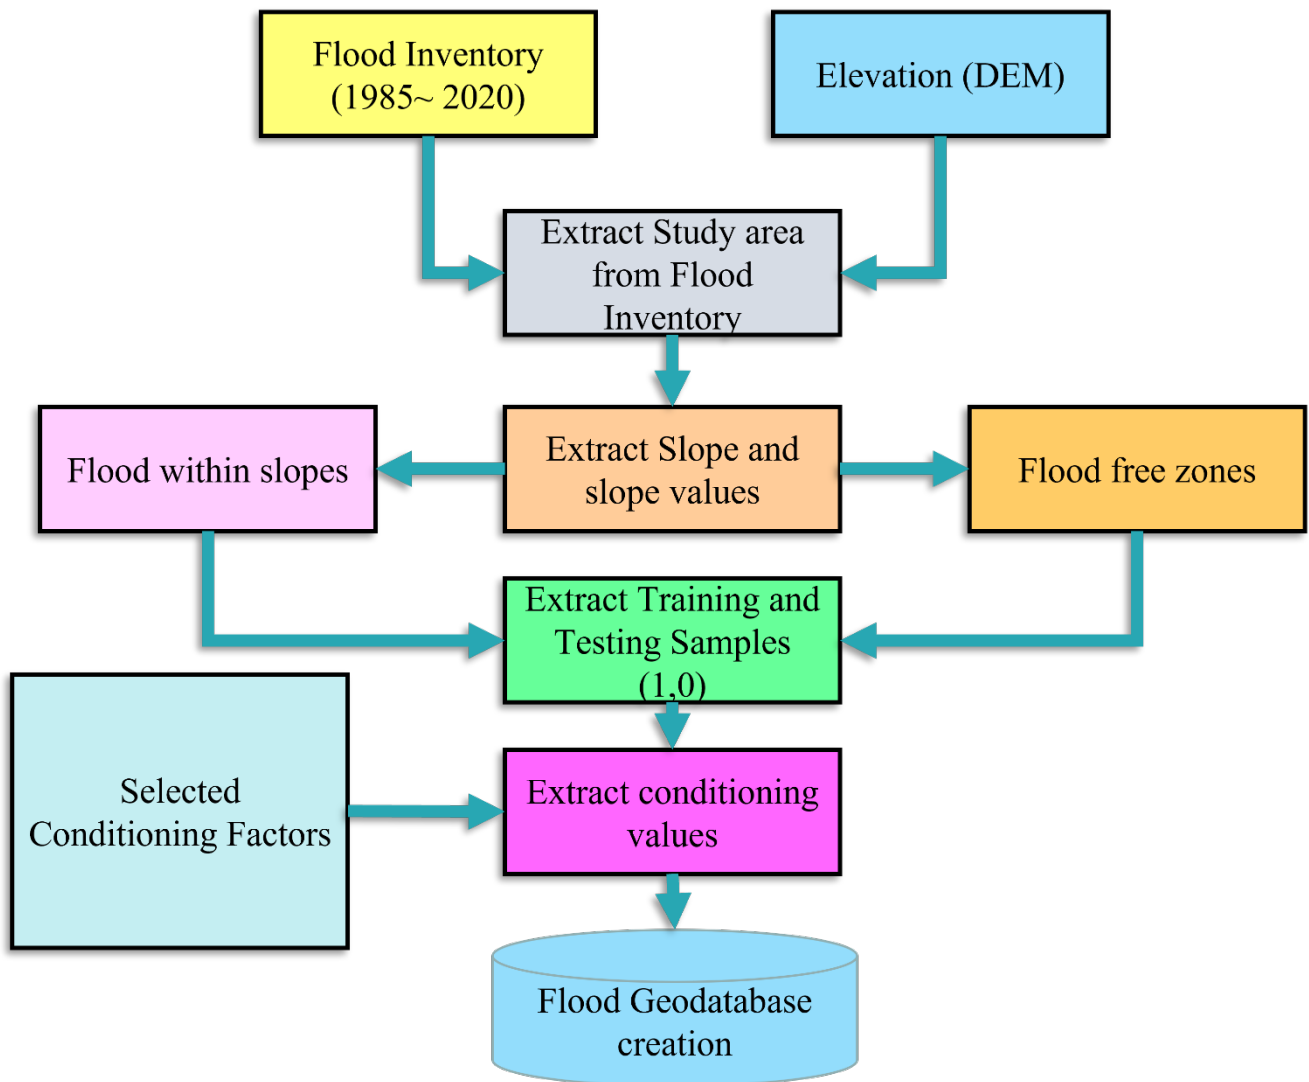 Flood Inventory
(1985~ 2020)
Elevation (DEM)
Extract Study area
from Flood
Inventory
Flood within slopes
Extract Slope and
slope values
Flood free zones
Extract Training and
Testing Samples
(1,0)
Selected
Conditioning Factors
Extract conditioning
values
Flood Geodatabase
creation